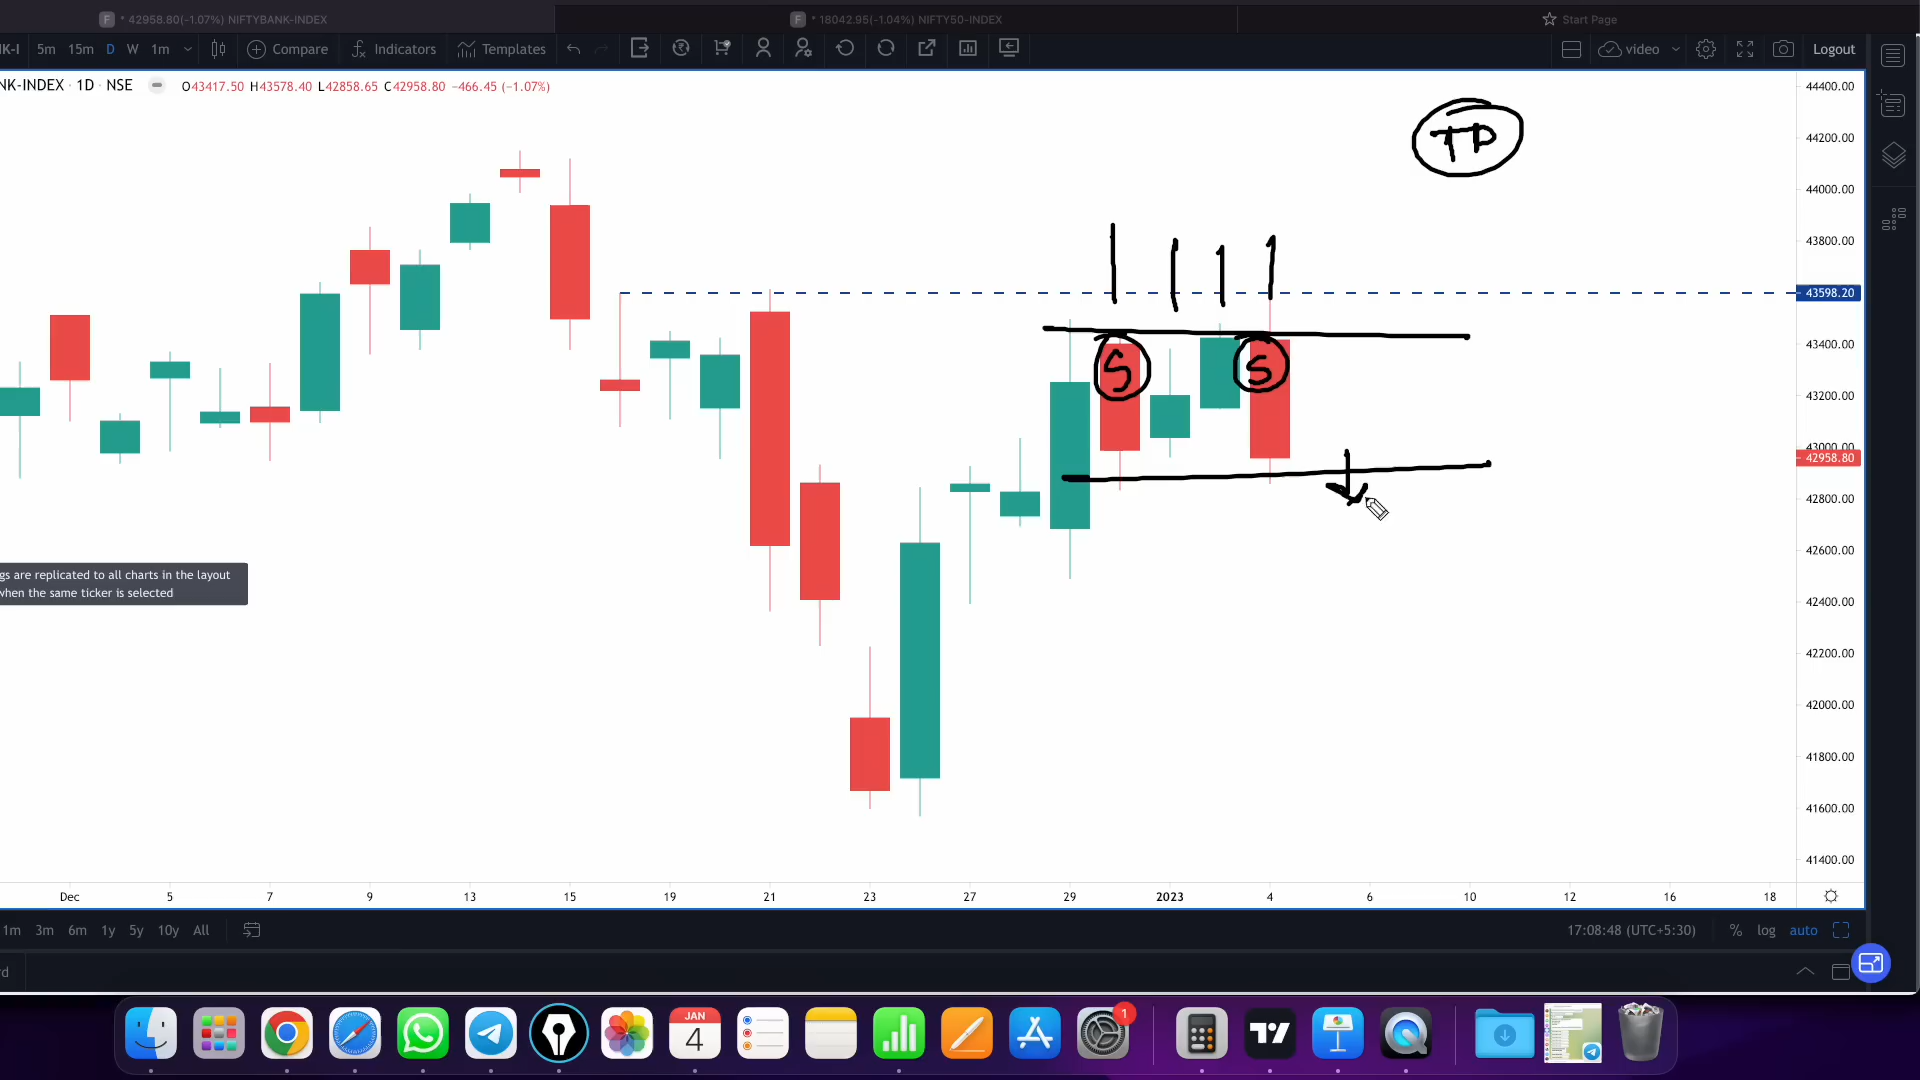 * 42958.80(-1.07%) NIFTYBANK-INDEX
* 18042.95(-1.04%) NIFTY50-INDEX
Start Page
K-I 5m 15m D W 1m Compare Indicators Templates video Logout
NK-INDEX · 1D · NSE O43417.50 H43578.40 L42858.65 C42958.80 −466.45 (−1.07%)
TD
S S
44400.00
44200.00
44000.00
43800.00
43598.20
43400.00
43200.00
43000.00
42958.80
42800.00
42600.00
42400.00
42200.00
42000.00
41800.00
41600.00
41400.00
gs are replicated to all charts in the layout
when the same ticker is selected
Dec 5 7 9 13 15 19 21 23 27 29 2023 4 6 10 12 16 18
1m 3m 6m 1y 5y 10y All 17:08:48 (UTC+5:30) % log auto
rd
JAN
4
1